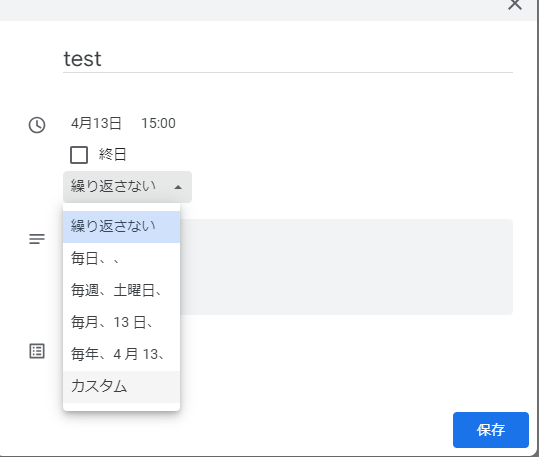 test
4月13日 15:00
終日
繰り返さない
繰り返さない
毎日、、
毎週、土曜日、
毎月、13 日、
毎年、4 月 13、
カスタム
保存